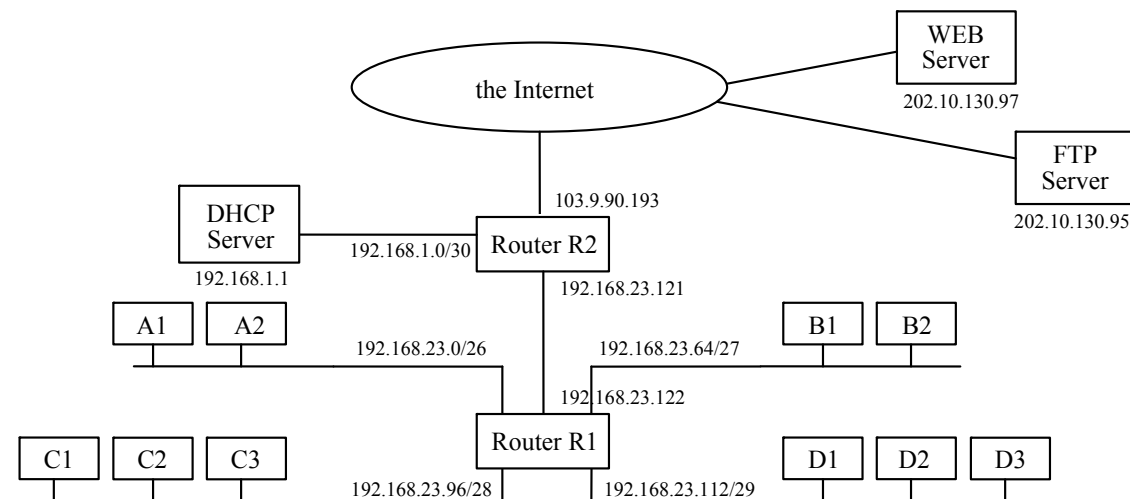 WEB
Server
the Internet
202.10.130.97
FTP
Server
202.10.130.95
103.9.90.193
DHCP
Server
192.168.1.0/30
Router R2
192.168.1.1
192.168.23.121
A1
A2
B1
B2
192.168.23.0/26
192.168.23.64/27
192.168.23.122
Router R1
C1
C2
C3
D1
D2
D3
192.168.23.96/28
192.168.23.112/29